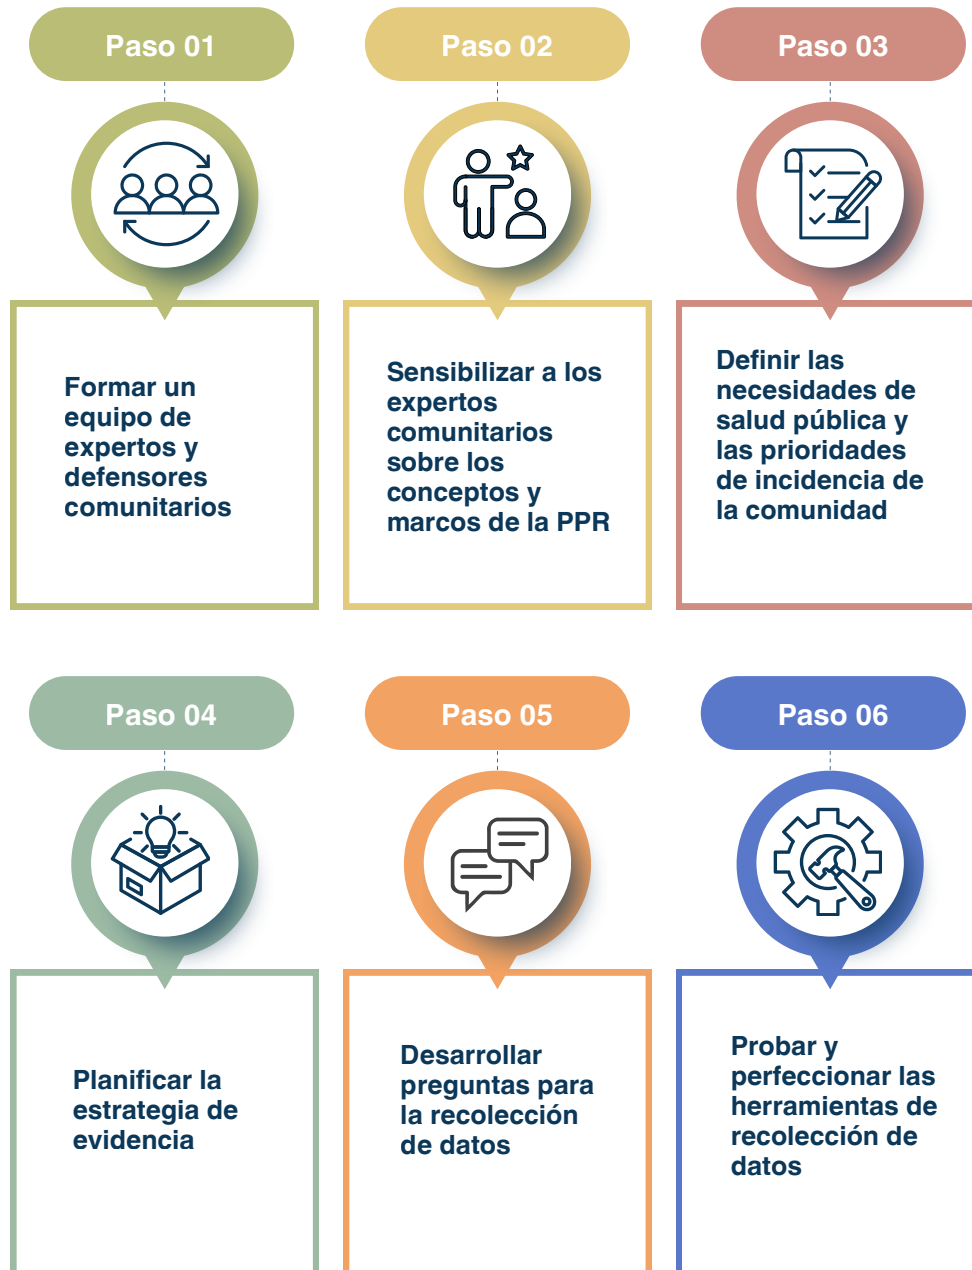 Paso 01
Paso 02
Paso 03
Formar un
equipo de
expertos y
defensores
comunitarios
Sensibilizar a los
expertos
comunitarios
sobre los
conceptos y
marcos de la PPR
Definir las
necesidades de
salud pública y
las prioridades
de incidencia de
la comunidad
Paso 04
Paso 05
Paso 06
Planificar la
estrategia de
evidencia
Desarrollar
preguntas para
la recolección
de datos
Probar y
perfeccionar las
herramientas de
recolección de
datos